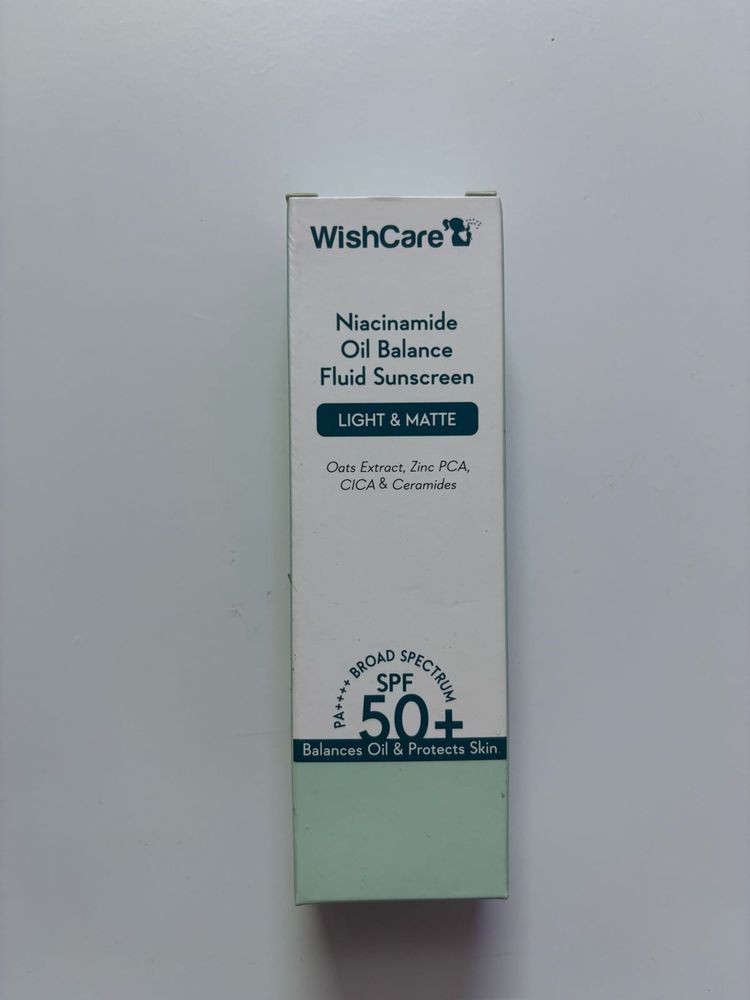 WishCare
Niacinamide
Oil Balance
Fluid Sunscreen
LIGHT & MATTE
Oats Extract, Zinc PCA,
CICA & Ceramides
PA++++ BROAD SPECTRUM
SPF
50+
Balances Oil & Protects Skin